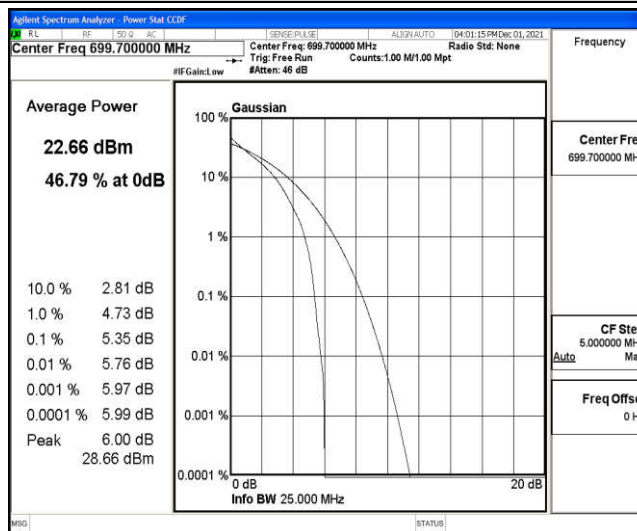 Agilent Spectrum Analyzer - Power Stat CCDF
RL RF 50 Ω AC SENSE:PULSE ALIGN AUTO 04:01:15 PM Dec 01, 2021
Center Freq 699.700000 MHz
Center Freq: 699.700000 MHz Radio Std: None
Trig: Free Run Counts:1.00 M/1.00 Mpt
#IFGain:Low #Atten: 46 dB
Frequency
Average Power
22.66 dBm
46.79 % at 0dB
10.0 % 2.81 dB
1.0 % 4.73 dB
0.1 % 5.35 dB
0.01 % 5.76 dB
0.001 % 5.97 dB
0.0001 % 5.99 dB
Peak 6.00 dB
28.66 dBm
Gaussian
100 %
10 %
1 %
0.1 %
0.01 %
0.001 %
0.0001 %
0 dB 20 dB
Info BW 25.000 MHz
Center Fre
699.700000 MH
CF Ste
5.000000 MH
Auto Ma
Freq Offse
0 H
MSG STATUS